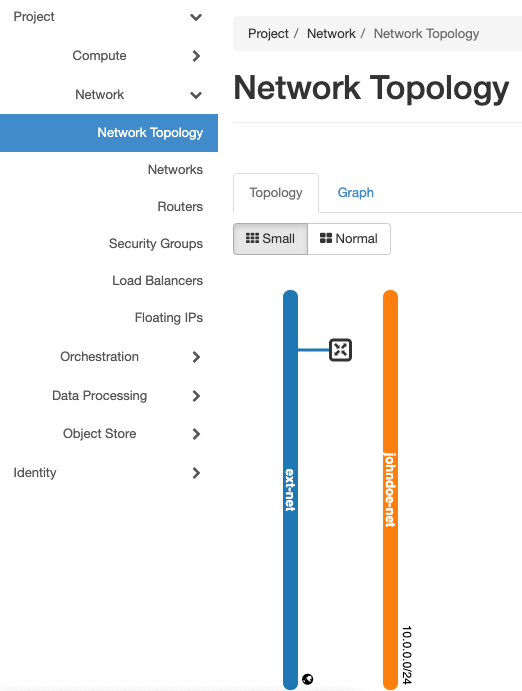 Project
Compute
Network
Network Topology
Networks
Routers
Security Groups
Load Balancers
Floating IPs
Orchestration
Data Processing
Object Store
Identity
Project / Network / Network Topology
Network Topology
Topology Graph
Small Normal
ext-net
johndoe-net
10.0.0.0/24